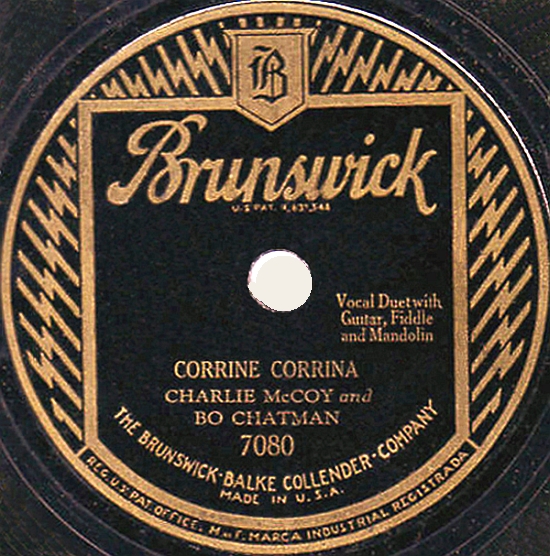 B
Brunswick
U·S PAT. 1,637,544
Vocal Duet with
Guitar, Fiddle
and Mandolin
CORRINE CORRINA
CHARLIE McCOY and
BO CHATMAN
7080
THE BRUNSWICK-BALKE COLLENDER-COMPANY
MADE IN U.S.A.
REG. U.S. PAT. OFFICE. M. DE F. MARCA INDUSTRIAL REGISTRADA